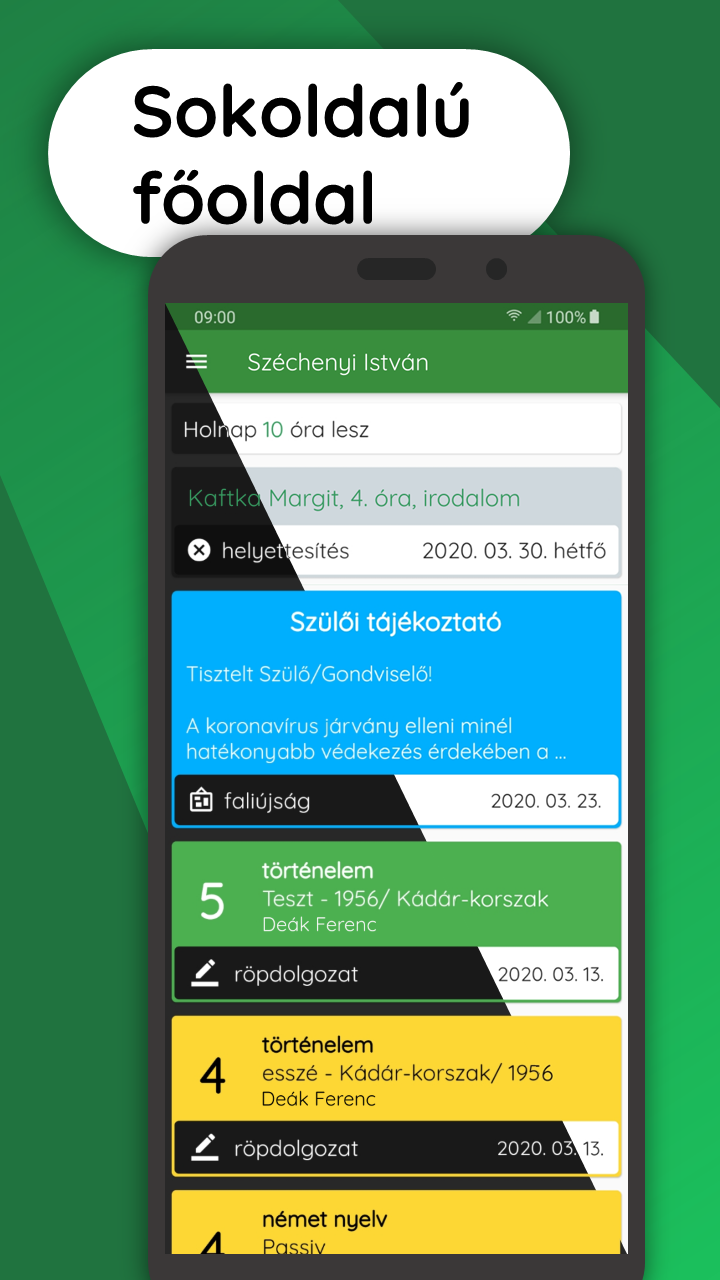 Sokoldalú
főoldal
09:00 100%
Széchenyi István
Holnap 10 óra lesz
Kaftka Margit, 4. óra, irodalom
helyettesítés 2020. 03. 30. hétfő
Szülői tájékoztató
Tisztelt Szülő/Gondviselő!
A koronavírus járvány elleni minél
hatékonyabb védekezés érdekében a ...
faliújság 2020. 03. 23.
történelem
5 Teszt - 1956/ Kádár-korszak
Deák Ferenc
röpdolgozat 2020. 03. 13.
történelem
4 esszé - Kádár-korszak/ 1956
Deák Ferenc
röpdolgozat 2020. 03. 13.
német nyelv
4 Passiv